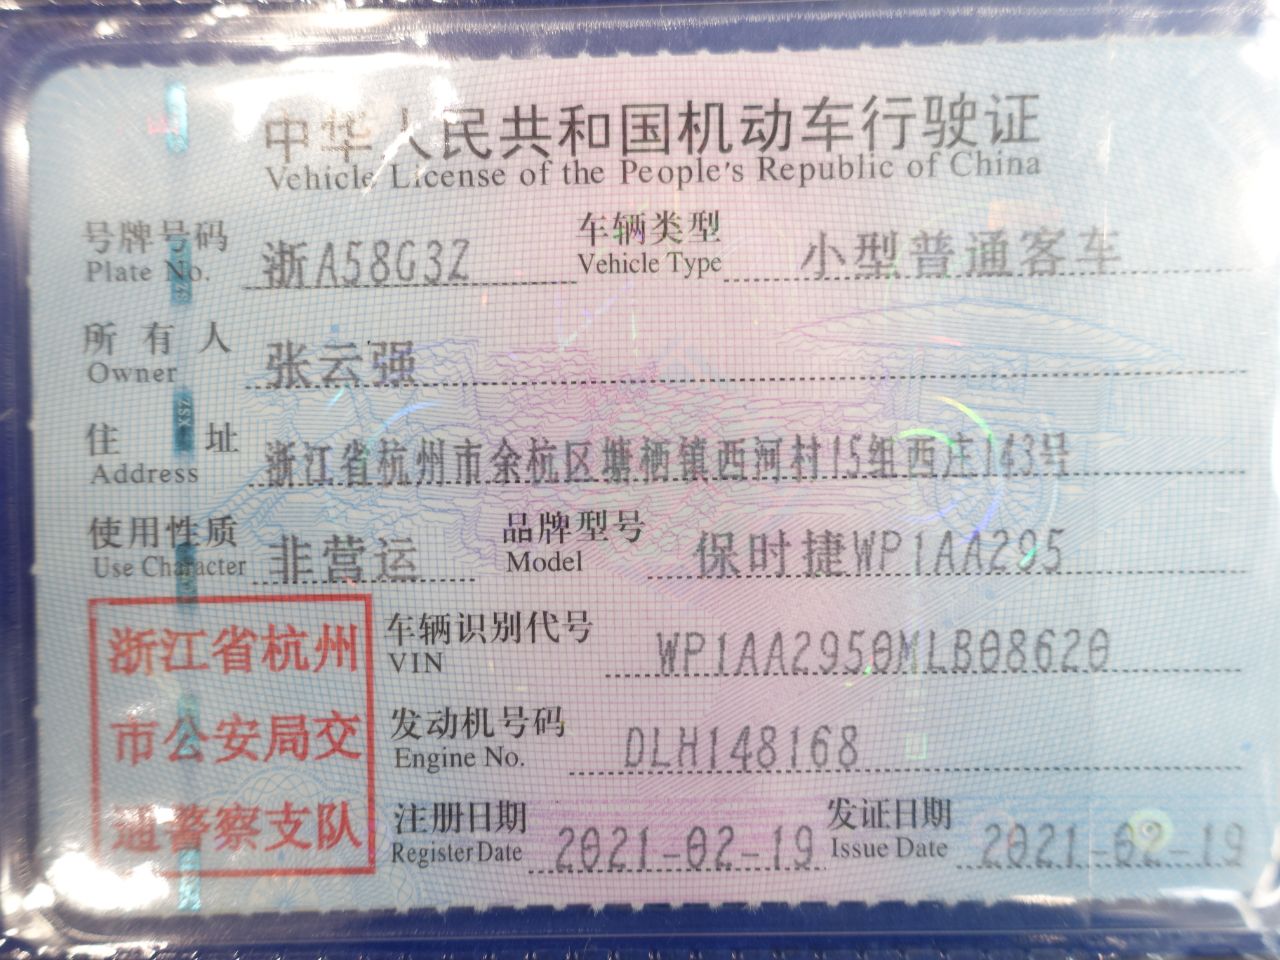 中华人民共和国机动车行驶证
Vehicle License of the People's Republic of China
号牌号码 浙A58G3Z 车辆类型 小型普通客车
Plate No. Vehicle Type
所有人 张云强
Owner
住址 浙江省杭州市余杭区塘栖镇西河村15组西庄143号
Address
使用性质 非营运 品牌型号 保时捷WP1AA295
Use Character Model
浙江省杭州
市公安局交
通警察支队
车辆识别代号 WP1AA2950MLB08620
VIN
发动机号码 DLH148168
Engine No.
注册日期 2021-02-19 发证日期 2021-02-19
Register Date Issue Date